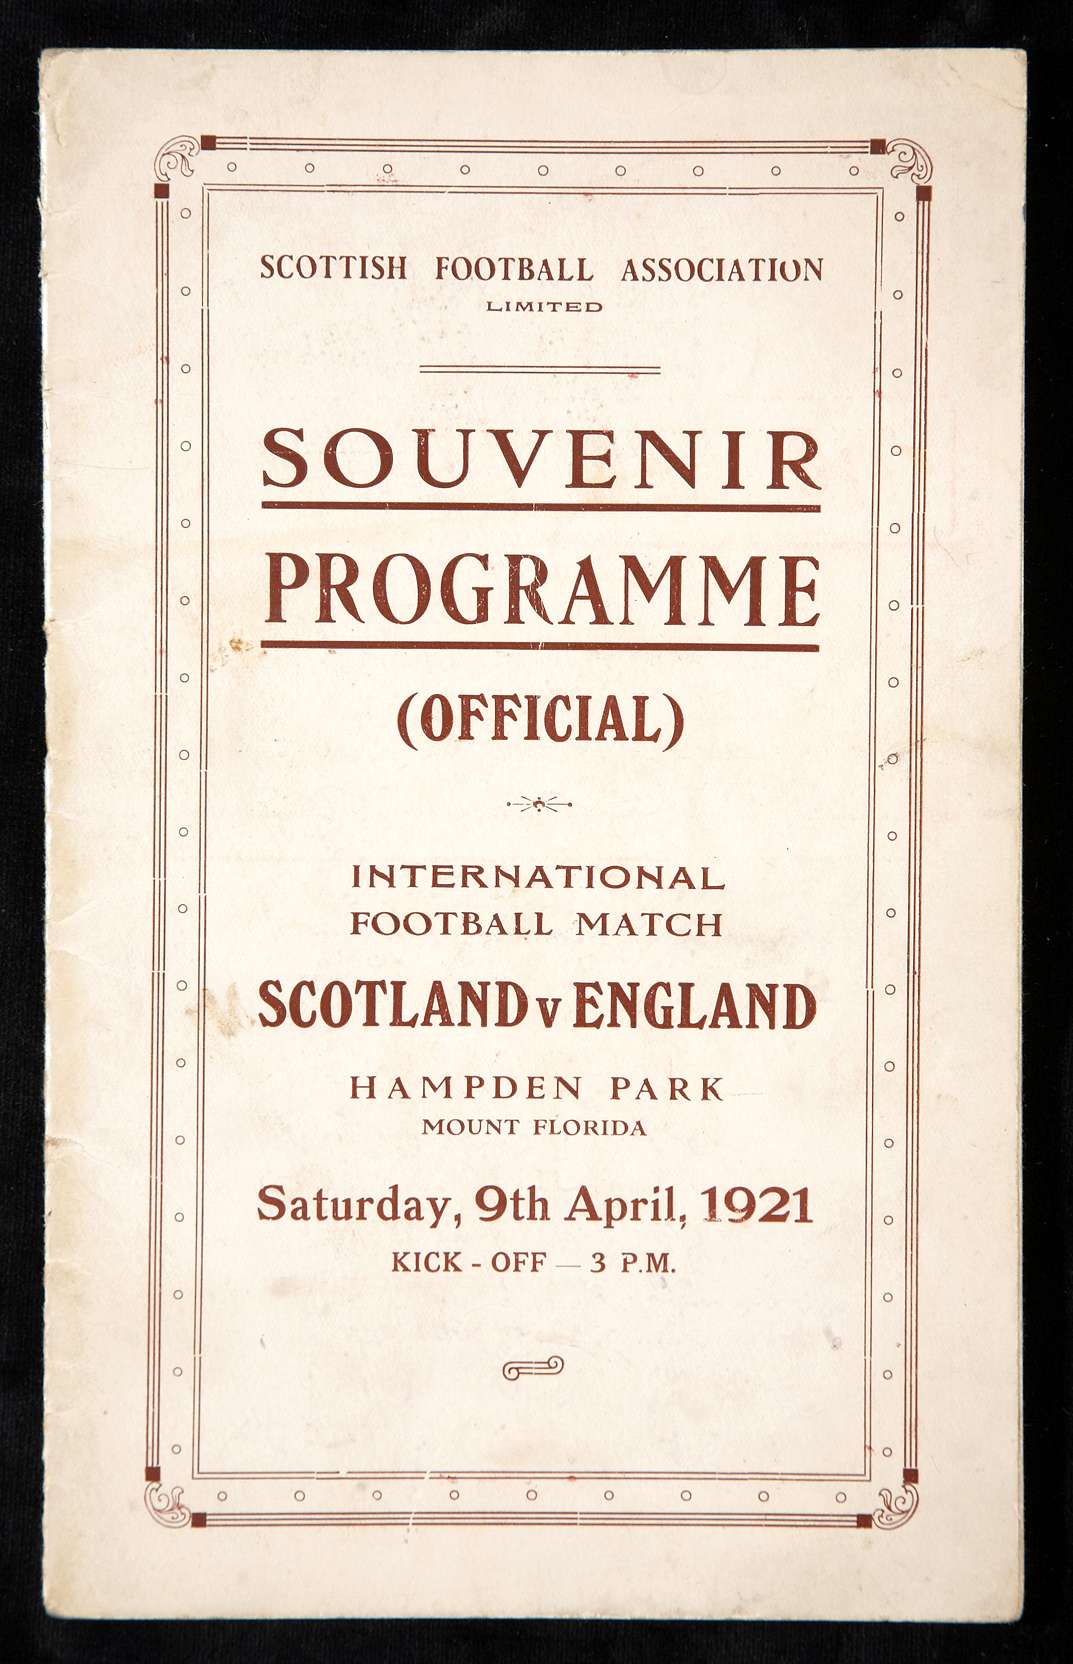 SCOTTISH FOOTBALL ASSOCIATION
LIMITED
SOUVENIR
PROGRAMME
(OFFICIAL)
INTERNATIONAL
FOOTBALL MATCH
SCOTLAND v ENGLAND
HAMPDEN PARK
MOUNT FLORIDA
Saturday, 9th April, 1921
KICK - OFF — 3 P.M.